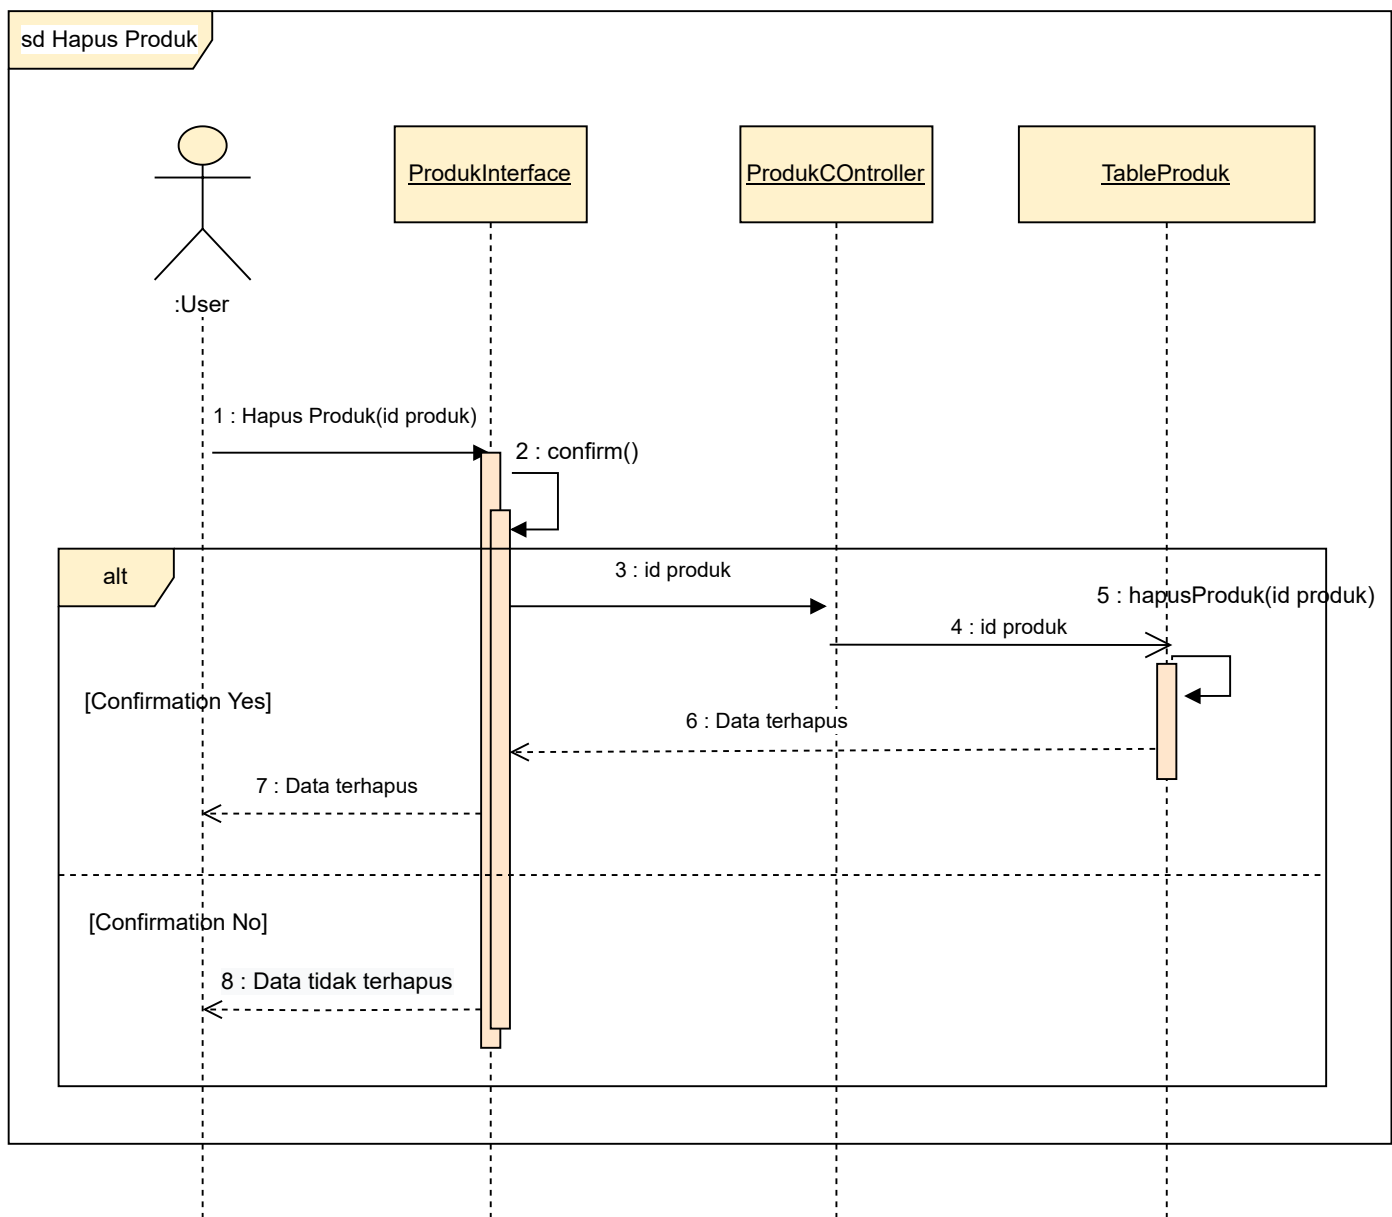 sd Hapus Produk
:User
ProdukInterface
ProdukCOntroller
TableProduk
1 : Hapus Produk(id produk)
2 : confirm()
alt
3 : id produk
5 : hapusProduk(id produk)
4 : id produk
[Confirmation Yes]
6 : Data terhapus
7 : Data terhapus
[Confirmation No]
8 : Data tidak terhapus